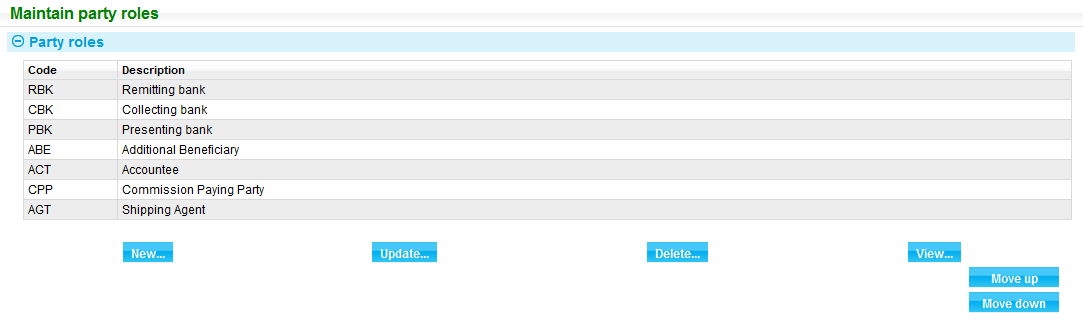 Maintain party roles
Party roles
Code Description
RBK Remitting bank
CBK Collecting bank
PBK Presenting bank
ABE Additional Beneficiary
ACT Accountee
CPP Commission Paying Party
AGT Shipping Agent
New... Update... Delete... View...
Move up
Move down